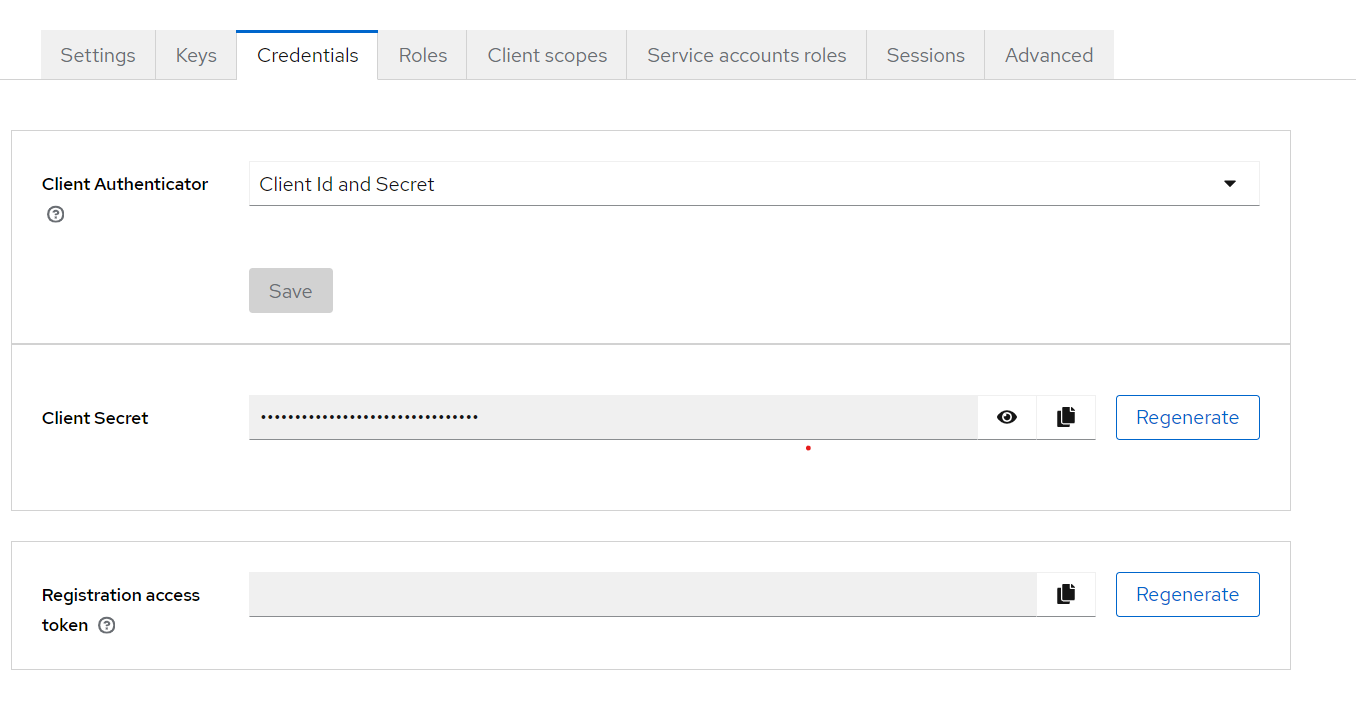 Settings Keys Credentials Roles Client scopes Service accounts roles Sessions Advanced
Client Authenticator
Client Id and Secret
Save
Client Secret
••••••••••••••••••••••••••••••••
Regenerate
Registration access
token
Regenerate